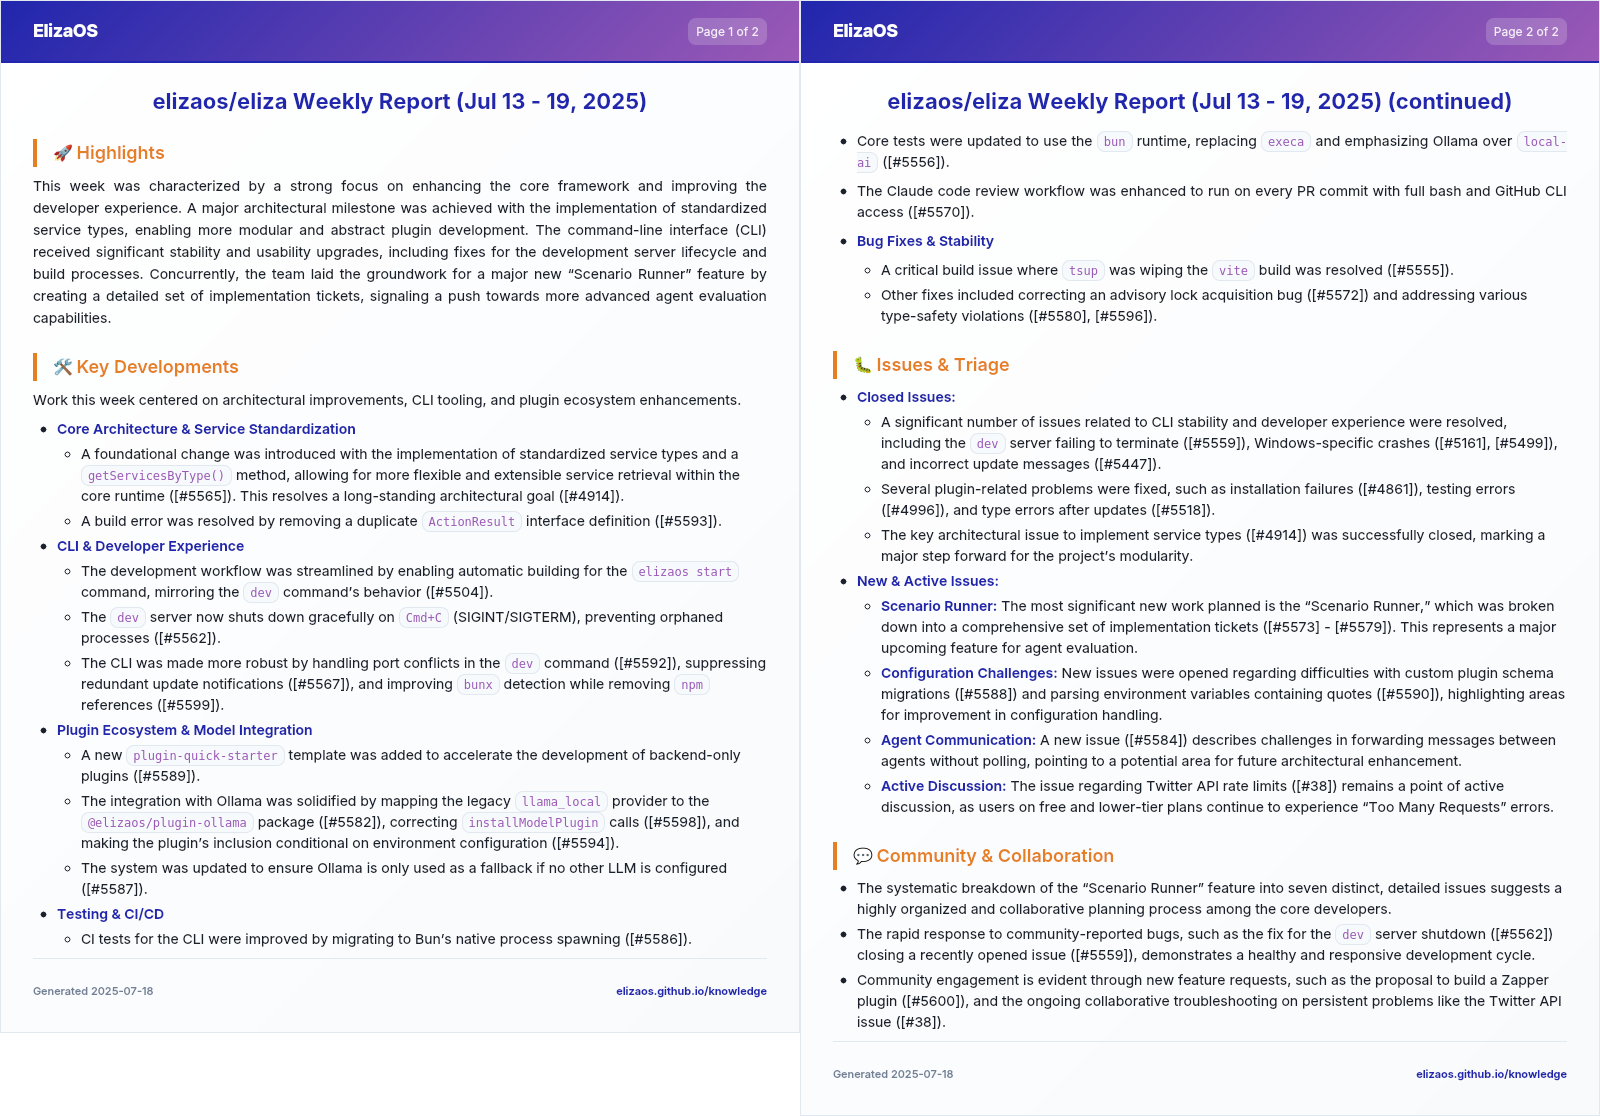 ElizaOS
Page 1 of 2
elizaos/eliza Weekly Report (Jul 13 - 19, 2025)
🚀 Highlights
This week was characterized by a strong focus on enhancing the core framework and improving the
developer experience. A major architectural milestone was achieved with the implementation of standardized
service types, enabling more modular and abstract plugin development. The command-line interface (CLI)
received significant stability and usability upgrades, including fixes for the development server lifecycle and
build processes. Concurrently, the team laid the groundwork for a major new “Scenario Runner” feature by
creating a detailed set of implementation tickets, signaling a push towards more advanced agent evaluation
capabilities.
🛠️ Key Developments
Work this week centered on architectural improvements, CLI tooling, and plugin ecosystem enhancements.
• Core Architecture & Service Standardization
◦ A foundational change was introduced with the implementation of standardized service types and a
getServicesByType() method, allowing for more flexible and extensible service retrieval within the
core runtime ([#5565]). This resolves a long-standing architectural goal ([#4914]).
◦ A build error was resolved by removing a duplicate ActionResult interface definition ([#5593]).
• CLI & Developer Experience
◦ The development workflow was streamlined by enabling automatic building for the elizaos start
command, mirroring the dev command’s behavior ([#5504]).
◦ The dev server now shuts down gracefully on Cmd+C (SIGINT/SIGTERM), preventing orphaned
processes ([#5562]).
◦ The CLI was made more robust by handling port conflicts in the dev command ([#5592]), suppressing
redundant update notifications ([#5567]), and improving bunx detection while removing npm
references ([#5599]).
• Plugin Ecosystem & Model Integration
◦ A new plugin-quick-starter template was added to accelerate the development of backend-only
plugins ([#5589]).
◦ The integration with Ollama was solidified by mapping the legacy llama_local provider to the
@elizaos/plugin-ollama package ([#5582]), correcting installModelPlugin calls ([#5598]), and
making the plugin’s inclusion conditional on environment configuration ([#5594]).
◦ The system was updated to ensure Ollama is only used as a fallback if no other LLM is configured
([#5587]).
• Testing & CI/CD
◦ CI tests for the CLI were improved by migrating to Bun’s native process spawning ([#5586]).
Generated 2025-07-18
elizaos.github.io/knowledge
ElizaOS
Page 2 of 2
elizaos/eliza Weekly Report (Jul 13 - 19, 2025) (continued)
• Core tests were updated to use the bun runtime, replacing execa and emphasizing Ollama over local-
ai ([#5556]).
• The Claude code review workflow was enhanced to run on every PR commit with full bash and GitHub CLI
access ([#5570]).
• Bug Fixes & Stability
◦ A critical build issue where tsup was wiping the vite build was resolved ([#5555]).
◦ Other fixes included correcting an advisory lock acquisition bug ([#5572]) and addressing various
type-safety violations ([#5580], [#5596]).
🐛 Issues & Triage
• Closed Issues:
◦ A significant number of issues related to CLI stability and developer experience were resolved,
including the dev server failing to terminate ([#5559]), Windows-specific crashes ([#5161], [#5499]),
and incorrect update messages ([#5447]).
◦ Several plugin-related problems were fixed, such as installation failures ([#4861]), testing errors
([#4996]), and type errors after updates ([#5518]).
◦ The key architectural issue to implement service types ([#4914]) was successfully closed, marking a
major step forward for the project’s modularity.
• New & Active Issues:
◦ Scenario Runner: The most significant new work planned is the “Scenario Runner,” which was broken
down into a comprehensive set of implementation tickets ([#5573] - [#5579]). This represents a major
upcoming feature for agent evaluation.
◦ Configuration Challenges: New issues were opened regarding difficulties with custom plugin schema
migrations ([#5588]) and parsing environment variables containing quotes ([#5590]), highlighting areas
for improvement in configuration handling.
◦ Agent Communication: A new issue ([#5584]) describes challenges in forwarding messages between
agents without polling, pointing to a potential area for future architectural enhancement.
◦ Active Discussion: The issue regarding Twitter API rate limits ([#38]) remains a point of active
discussion, as users on free and lower-tier plans continue to experience “Too Many Requests” errors.
💬 Community & Collaboration
• The systematic breakdown of the “Scenario Runner” feature into seven distinct, detailed issues suggests a
highly organized and collaborative planning process among the core developers.
• The rapid response to community-reported bugs, such as the fix for the dev server shutdown ([#5562])
closing a recently opened issue ([#5559]), demonstrates a healthy and responsive development cycle.
• Community engagement is evident through new feature requests, such as the proposal to build a Zapper
plugin ([#5600]), and the ongoing collaborative troubleshooting on persistent problems like the Twitter API
issue ([#38]).
Generated 2025-07-18
elizaos.github.io/knowledge